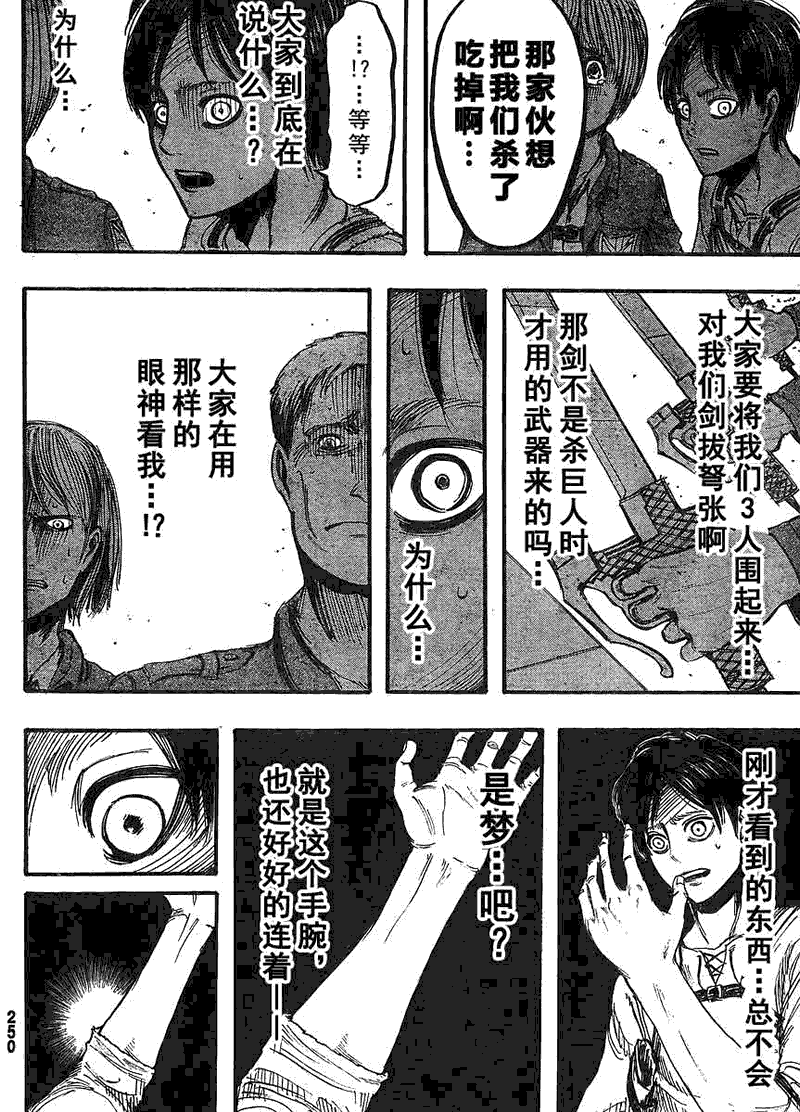 那家伙想
把我们杀了
吃掉啊…
…!?
等等…
大家到底在
说什么…?
为什么…
大家要将我们3人围起来…
对我们剑拔弩张啊
那剑不是杀巨人时
才用的武器来的吗…
为什么…
大家在用
那样的
眼神看我…!?
刚才看到的东西…总不会
是梦…吧?
就是这个手腕,
也还好好的连着——
250